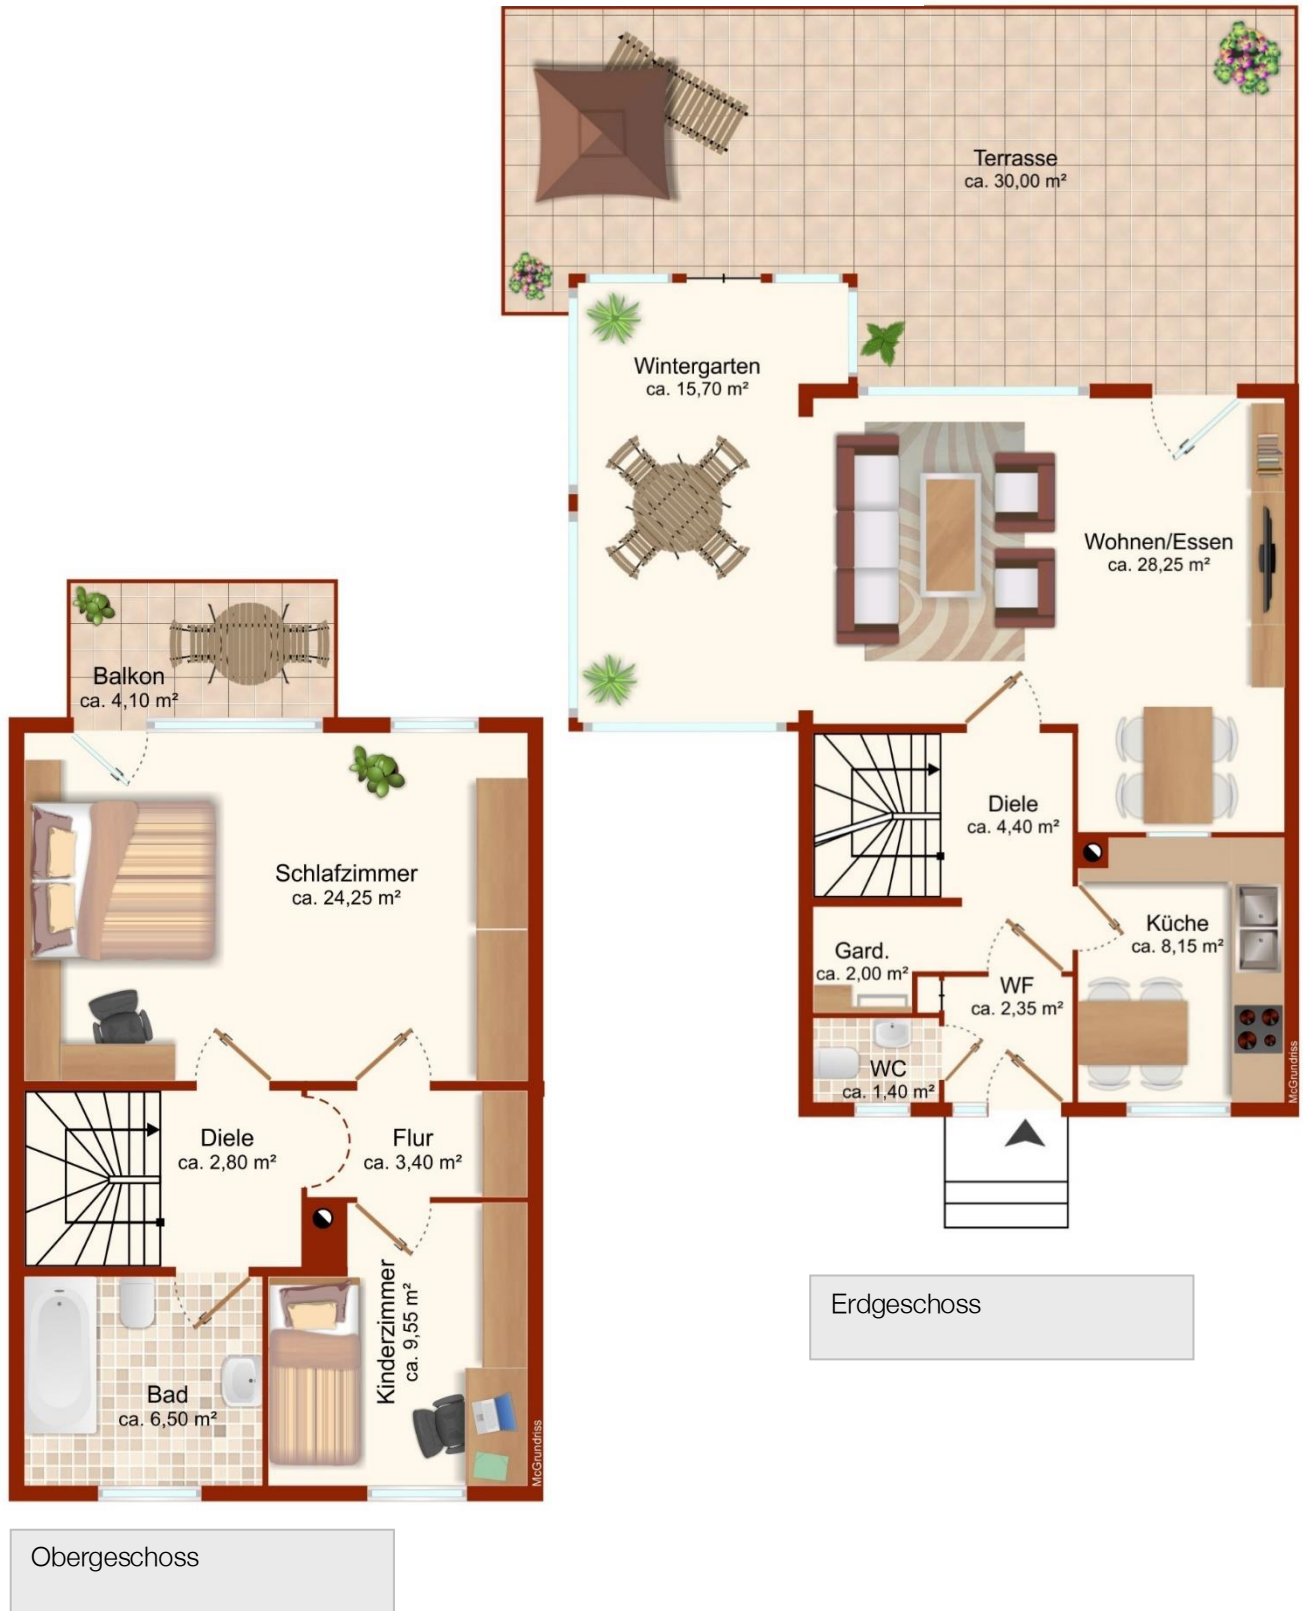 Terrasse
ca. 30,00 m²
Wintergarten
ca. 15,70 m²
Wohnen/Essen
ca. 28,25 m²
Diele
ca. 4,40 m²
Küche
ca. 8,15 m²
Gard.
ca. 2,00 m²
WF
ca. 2,35 m²
WC
ca. 1,40 m²
McGrundriss
Erdgeschoss
Balkon
ca. 4,10 m²
Schlafzimmer
ca. 24,25 m²
Diele
ca. 2,80 m²
Flur
ca. 3,40 m²
Kinderzimmer
ca. 9,55 m²
Bad
ca. 6,50 m²
McGrundriss
Obergeschoss